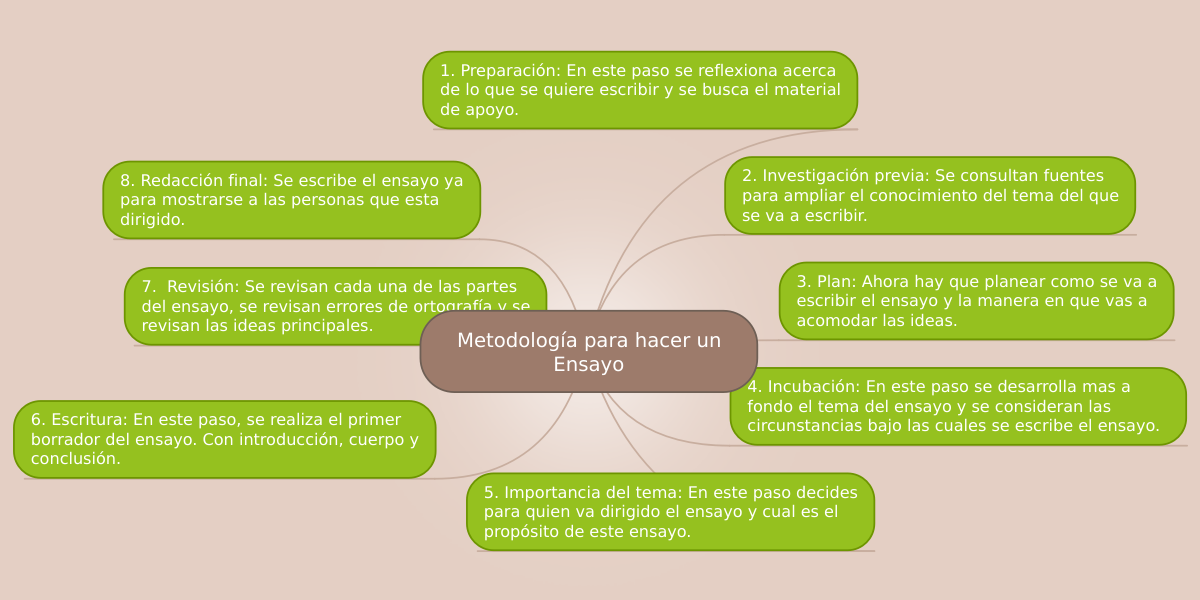 1. Preparación: En este paso se reflexiona acerca
de lo que se quiere escribir y se busca el material
de apoyo.
2. Investigación previa: Se consultan fuentes
para ampliar el conocimiento del tema del que
se va a escribir.
3. Plan: Ahora hay que planear como se va a
escribir el ensayo y la manera en que vas a
acomodar las ideas.
4. Incubación: En este paso se desarrolla mas a
fondo el tema del ensayo y se consideran las
circunstancias bajo las cuales se escribe el ensayo.
5. Importancia del tema: En este paso decides
para quien va dirigido el ensayo y cual es el
propósito de este ensayo.
6. Escritura: En este paso, se realiza el primer
borrador del ensayo. Con introducción, cuerpo y
conclusión.
7.  Revisión: Se revisan cada una de las partes
del ensayo, se revisan errores de ortografía y se
revisan las ideas principales.
8. Redacción final: Se escribe el ensayo ya
para mostrarse a las personas que esta
dirigido.
Metodología para hacer un
Ensayo